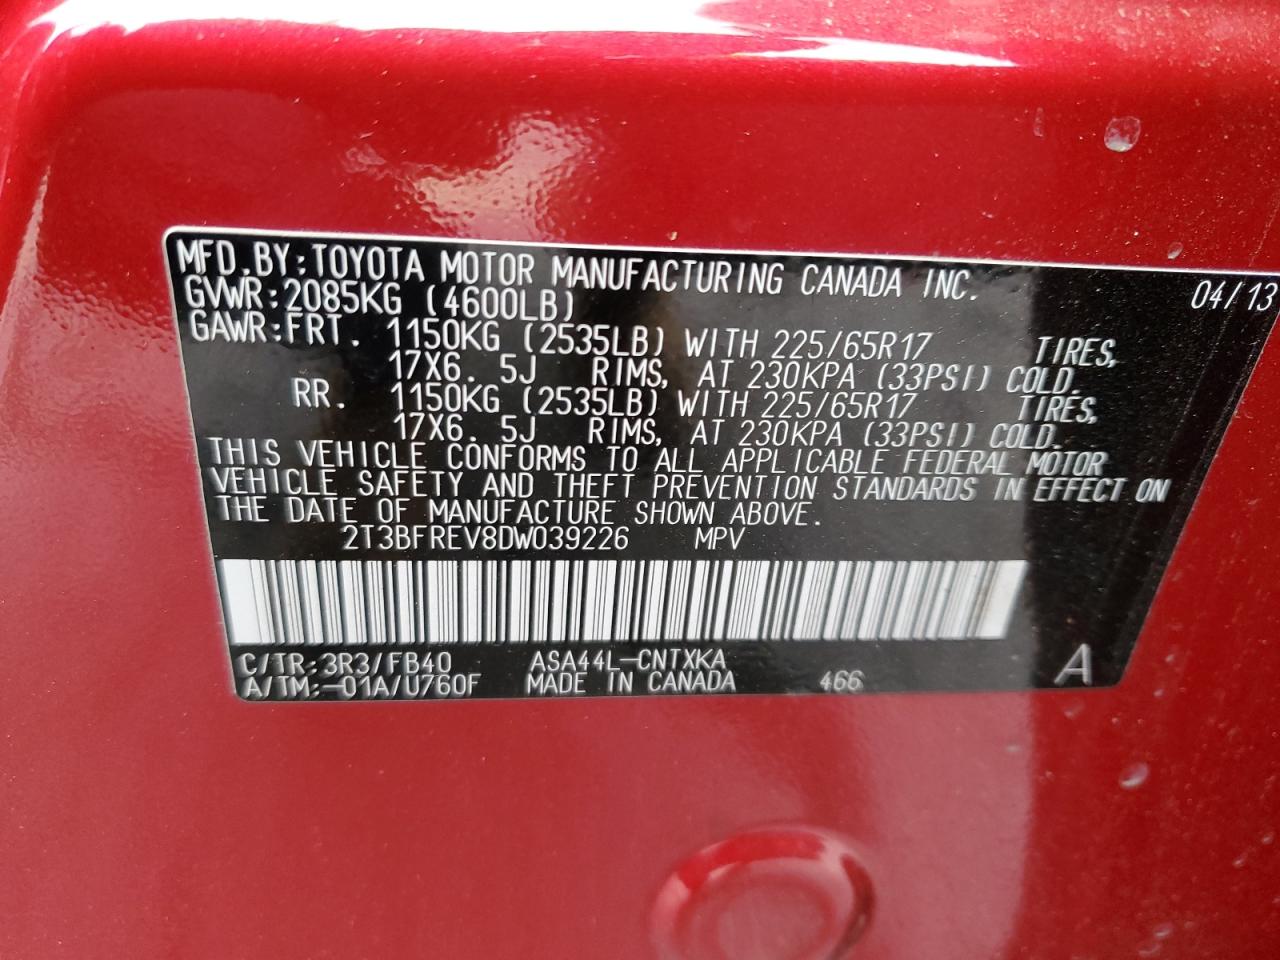 MFD.BY:TOYOTA MOTOR MANUFACTURING CANADA INC. 04/13
GVWR:2085KG (4600LB)
GAWR:FRT. 1150KG (2535LB) WITH 225/65R17 TIRES,
17X6. 5J RIMS, AT 230KPA (33PSI) COLD.
RR. 1150KG (2535LB) WITH 225/65R17 TIRES,
17X6. 5J RIMS, AT 230KPA (33PSI) COLD.
THIS VEHICLE CONFORMS TO ALL APPLICABLE FEDERAL MOTOR
VEHICLE SAFETY AND THEFT PREVENTION STANDARDS IN EFFECT ON
THE DATE OF MANUFACTURE SHOWN ABOVE.
2T3BFREV8DW039226 MPV
C/TR:3R3/FB40 ASA44L-CNTXKA
A/TM:-01A/U760F MADE IN CANADA 466 A